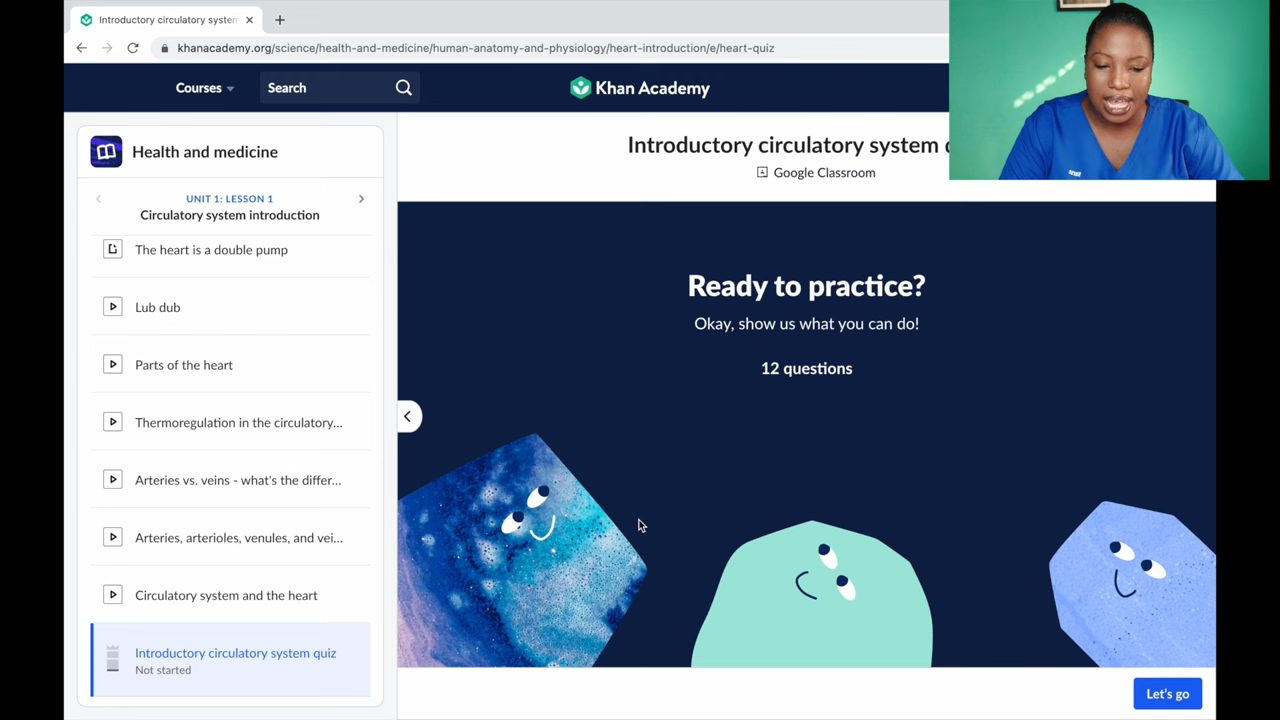 Introductory circulatory system
khanacademy.org/science/health-and-medicine/human-anatomy-and-physiology/heart-introduction/e/heart-quiz
Courses
Search
Khan Academy
Health and medicine
UNIT 1: LESSON 1
Circulatory system introduction
The heart is a double pump
Lub dub
Parts of the heart
Thermoregulation in the circulatory...
Arteries vs. veins - what's the differ...
Arteries, arterioles, venules, and vei...
Circulatory system and the heart
Introductory circulatory system quiz
Not started
Introductory circulatory system
Google Classroom
Ready to practice?
Okay, show us what you can do!
12 questions
Let's go